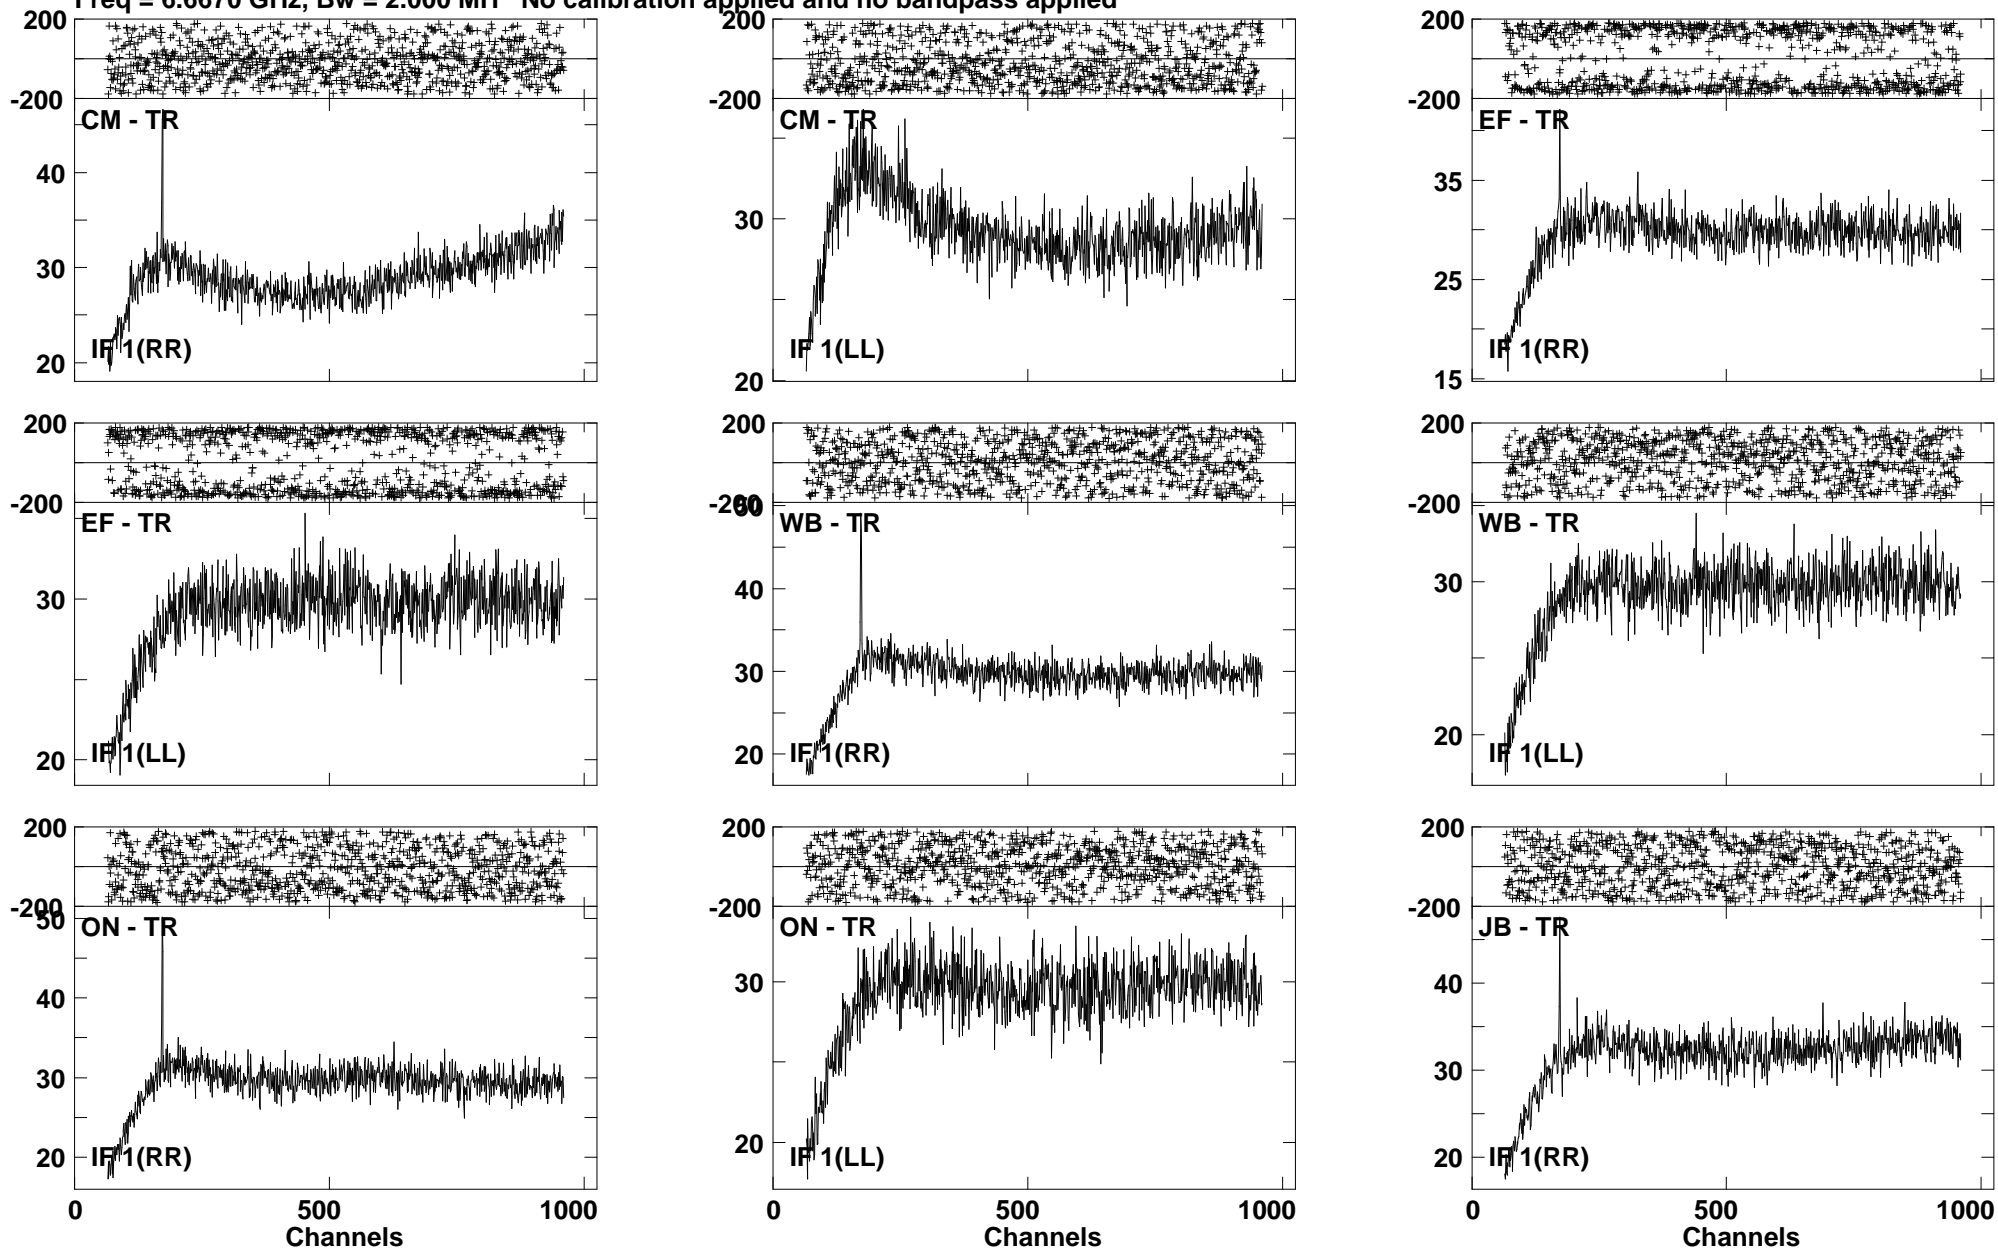 Freq = 6.6670 GHz, Bw = 2.000 MH No calibration applied and no bandpass applied
200
-200
CM - TR
40
30
20
IF 1(RR)
200
-200
CM - TR
30
20
IF 1(LL)
200
-200
EF - TR
35
25
15
IF 1(RR)
200
-200
EF - TR
30
20
IF 1(LL)
200
-200
WB - TR
40
30
20
IF 1(RR)
200
-200
WB - TR
30
20
IF 1(LL)
200
-200
50
ON - TR
40
30
20
IF 1(RR)
0 500 1000
Channels
200
-200
ON - TR
30
20
IF 1(LL)
0 500 1000
Channels
200
-200
JB - TR
40
30
20
IF 1(RR)
0 500 1000
Channels